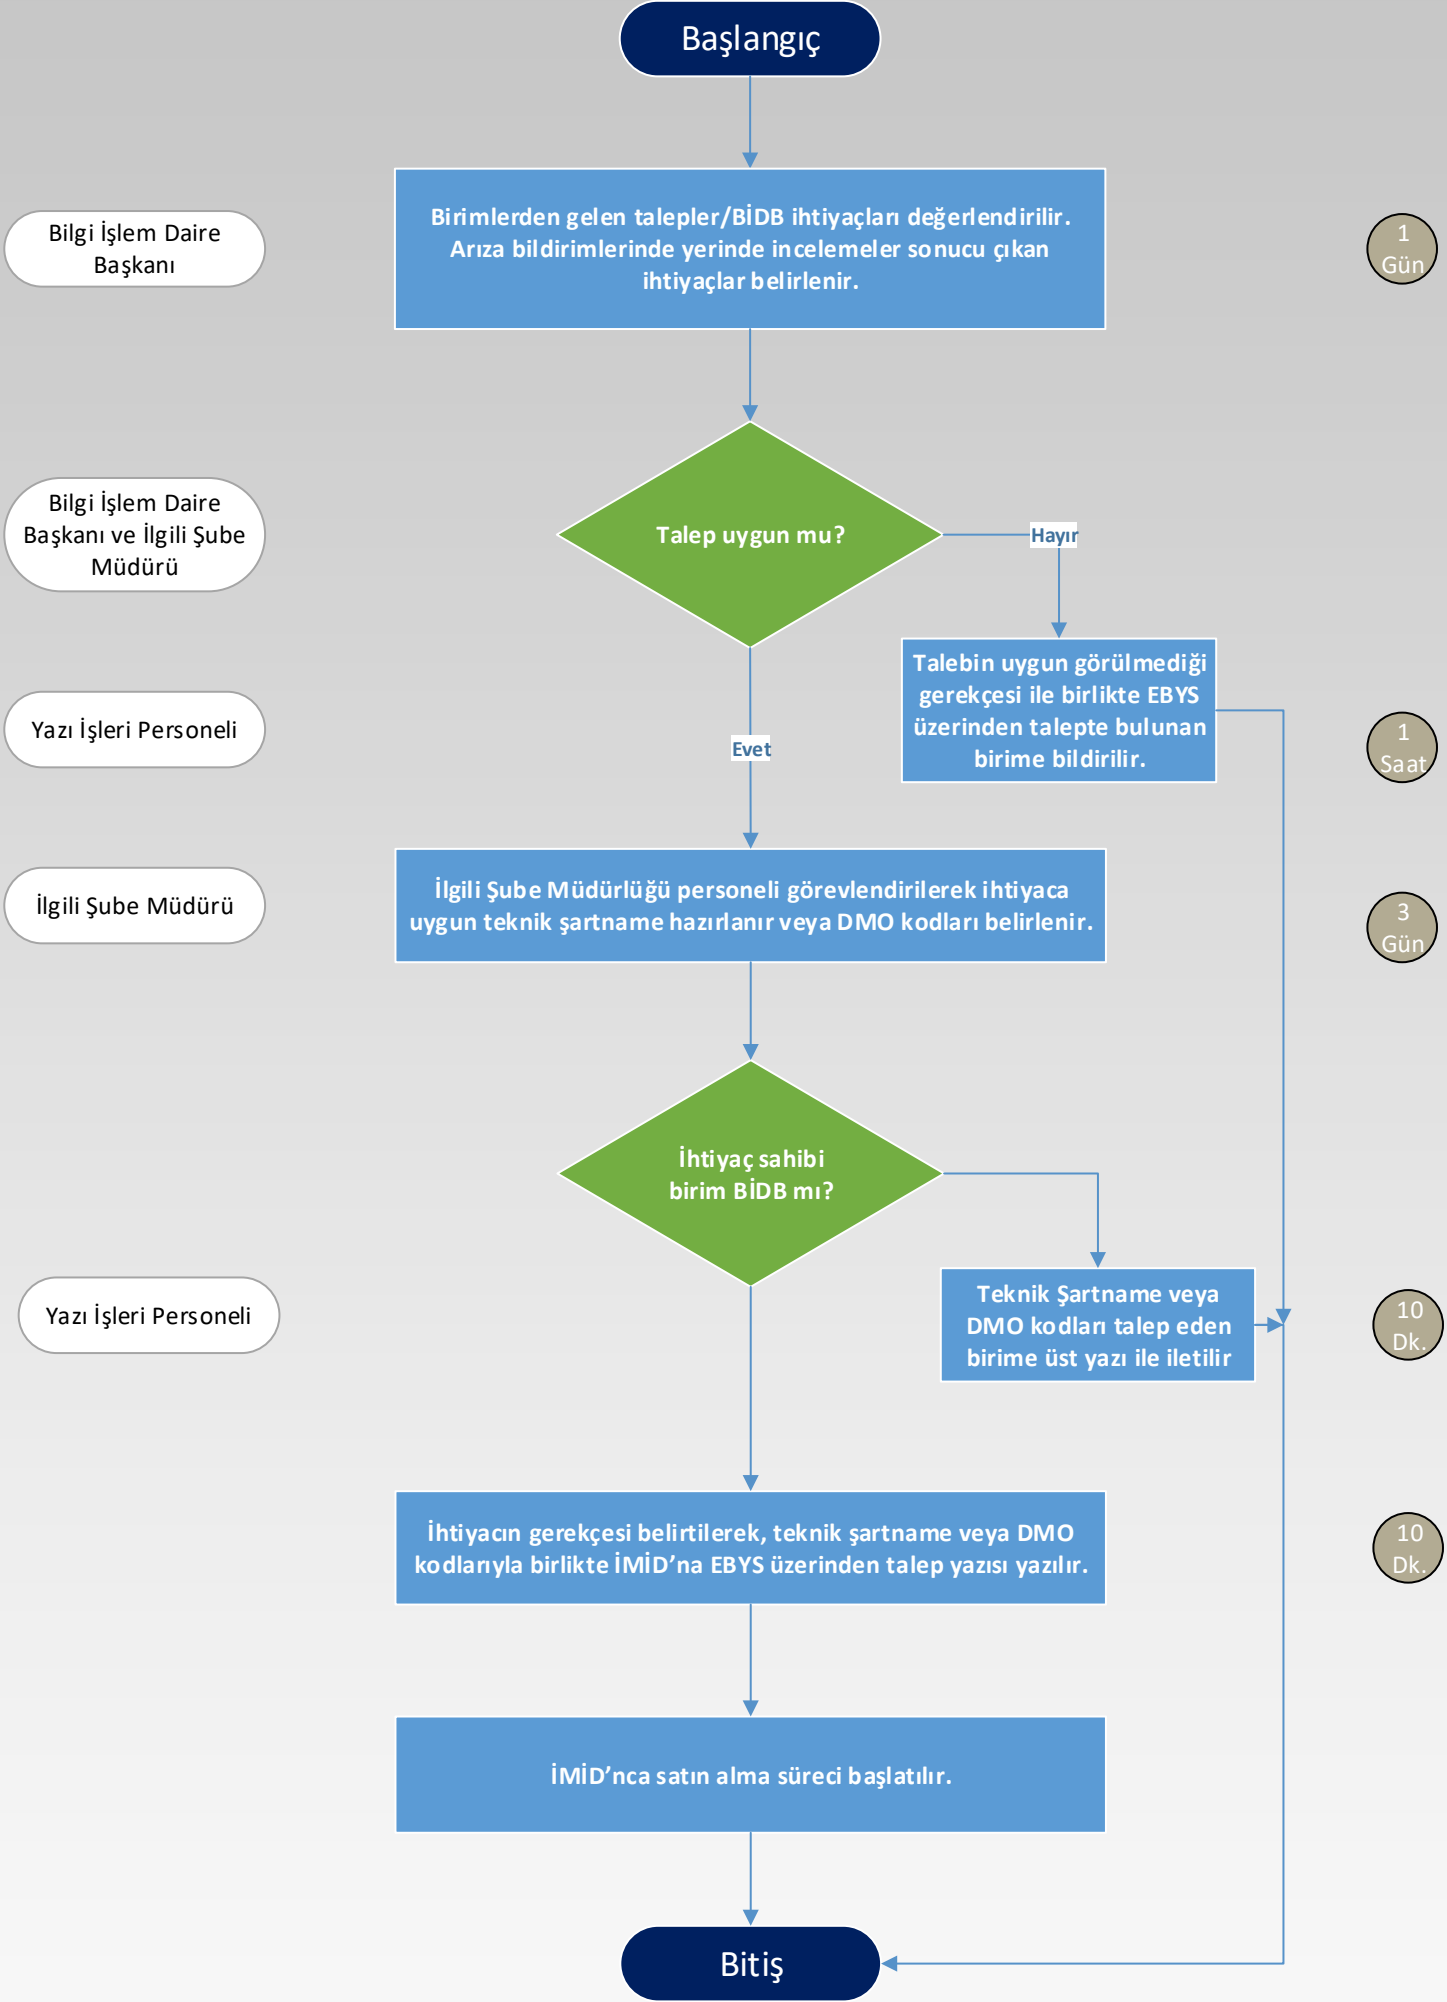 Başlangıç
Bilgi İşlem Daire
Başkanı
Birimlerden gelen talepler/BİDB ihtiyaçları değerlendirilir.
Arıza bildirimlerinde yerinde incelemeler sonucu çıkan
ihtiyaçlar belirlenir.
1
Gün
Bilgi İşlem Daire
Başkanı ve İlgili Şube
Müdürü
Talep uygun mu?
Hayır
Yazı İşleri Personeli
Evet
Talebin uygun görülmediği
gerekçesi ile birlikte EBYS
üzerinden talepte bulunan
birime bildirilir.
1
Saat
İlgili Şube Müdürü
İlgili Şube Müdürlüğü personeli görevlendirilerek ihtiyaca
uygun teknik şartname hazırlanır veya DMO kodları belirlenir.
3
Gün
İhtiyaç sahibi
birim BİDB mı?
Yazı İşleri Personeli
Teknik Şartname veya
DMO kodları talep eden
birime üst yazı ile iletilir
10
Dk.
İhtiyacın gerekçesi belirtilerek, teknik şartname veya DMO
kodlarıyla birlikte İMİD’na EBYS üzerinden talep yazısı yazılır.
10
Dk.
İMİD’nca satın alma süreci başlatılır.
Bitiş